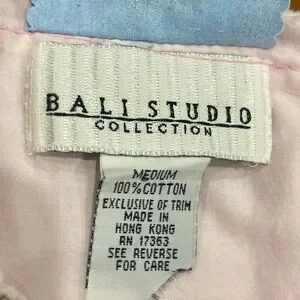 BALI STUDIO
COLLECTION
MEDIUM
100% COTTON
EXCLUSIVE OF TRIM
MADE IN
HONG KONG
RN 17363
SEE REVERSE
FOR CARE